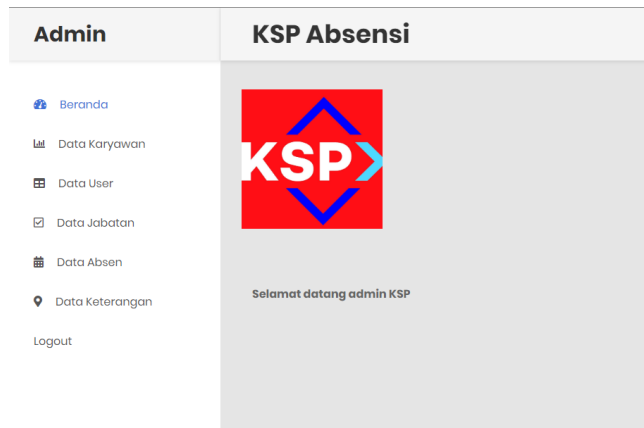 Admin
KSP Absensi
Beranda
Data Karyawan
Data User
Data Jabatan
Data Absen
Data Keterangan
Logout
KSP
Selamat datang admin KSP